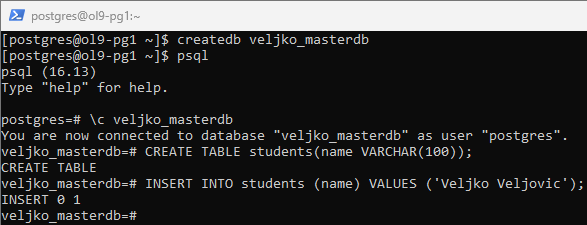 postgres@ol9-pg1:~
[postgres@ol9-pg1 ~]$ createdb veljko_masterdb
[postgres@ol9-pg1 ~]$ psql
psql (16.13)
Type "help" for help.
postgres=# \c veljko_masterdb
You are now connected to database "veljko_masterdb" as user "postgres".
veljko_masterdb=# CREATE TABLE students(name VARCHAR(100));
CREATE TABLE
veljko_masterdb=# INSERT INTO students (name) VALUES ('Veljko Veljovic');
INSERT 0 1
veljko_masterdb=#